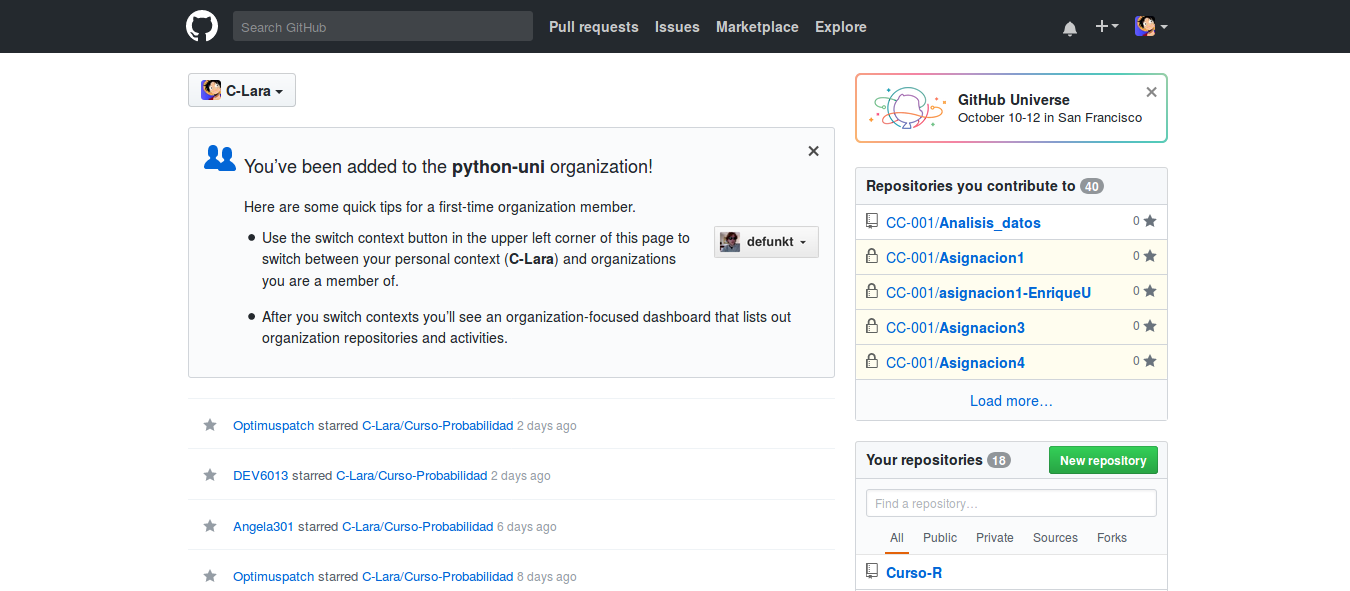 Search GitHub
Pull requests Issues Marketplace Explore
C-Lara
You've been added to the python-uni organization!
Here are some quick tips for a first-time organization member.
Use the switch context button in the upper left corner of this page to
switch between your personal context (C-Lara) and organizations
you are a member of.
defunkt
After you switch contexts you'll see an organization-focused dashboard that lists out
organization repositories and activities.
Optimuspatch starred C-Lara/Curso-Probabilidad 2 days ago
DEV6013 starred C-Lara/Curso-Probabilidad 2 days ago
Angela301 starred C-Lara/Curso-Probabilidad 6 days ago
Optimuspatch starred C-Lara/Curso-Probabilidad 8 days ago
GitHub Universe
October 10-12 in San Francisco
Repositories you contribute to 40
CC-001/Analisis_datos 0
CC-001/Asignacion1 0
CC-001/asignacion1-EnriqueU 0
CC-001/Asignacion3 0
CC-001/Asignacion4 0
Load more…
Your repositories 18 New repository
Find a repository…
All Public Private Sources Forks
Curso-R